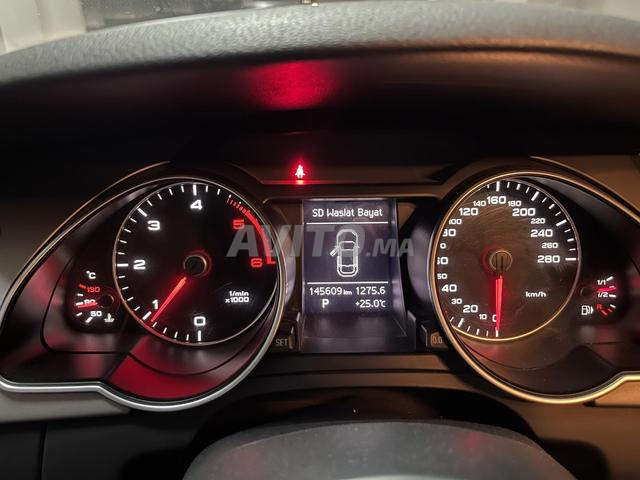 SD Waslat Bayat
AVITO.MA
145609 km 1275.6
P +25.0°C
0 1 2 3 4 5 6
1/min
x1000
°C
130
90
50
0 10 20 40 60 80 100 120 140 160 180 200 220 240 260 280
km/h
1/1
1/2
SET
0.0